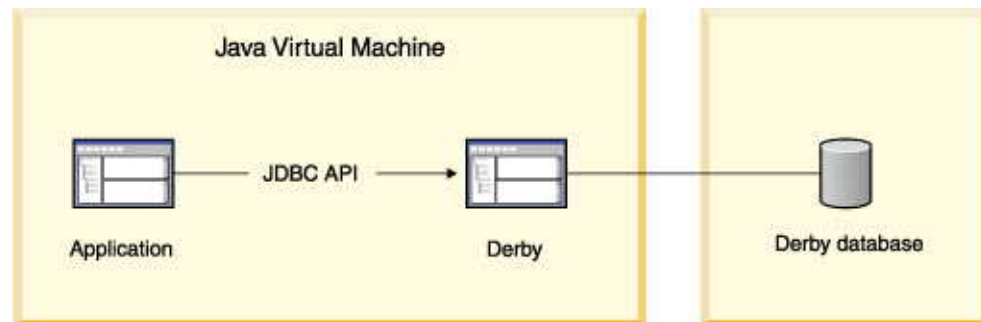 Java Virtual Machine
JDBC API
Application
Derby
Derby database